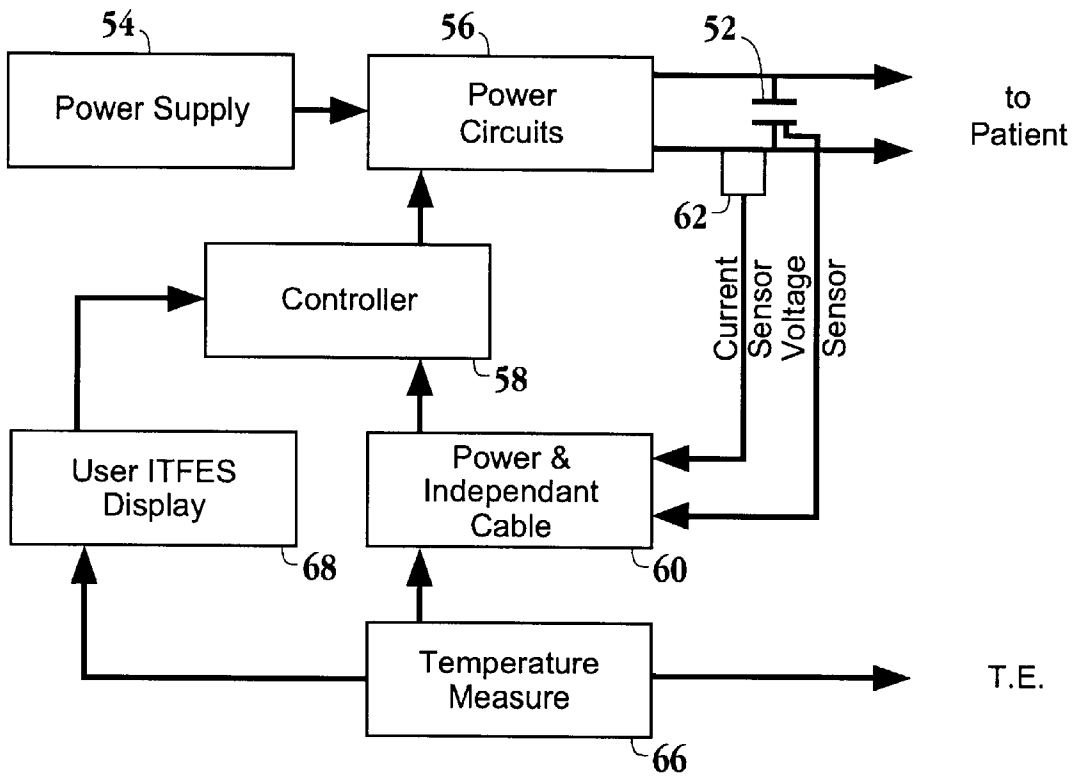 54
56
52
Power Supply
Power
Circuits
to
Patient
62
Controller
58
Current
Sensor
Voltage
Sensor
User ITFES
Display
68
Power &
Independant
Cable
60
Temperature
Measure
66
T.E.